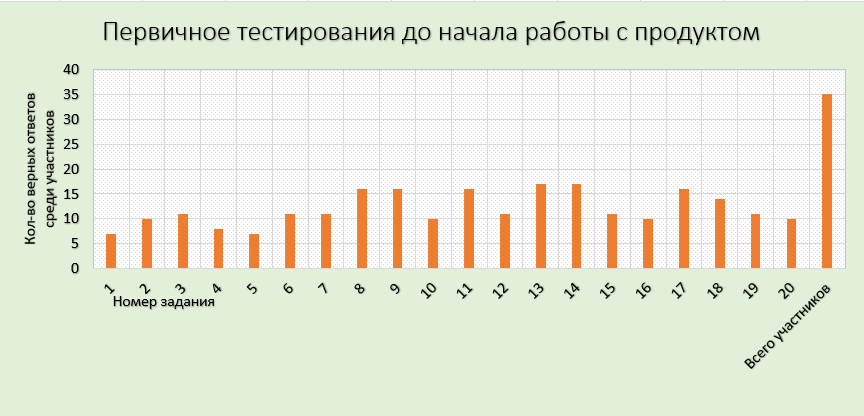 Первичное тестирования до начала работы с продуктом
Кол-во верных ответов
среди участников
40
35
30
25
20
15
10
5
0
1 2 3 4 5 6 7 8 9 10 11 12 13 14 15 16 17 18 19 20 Всего участников
Номер задания